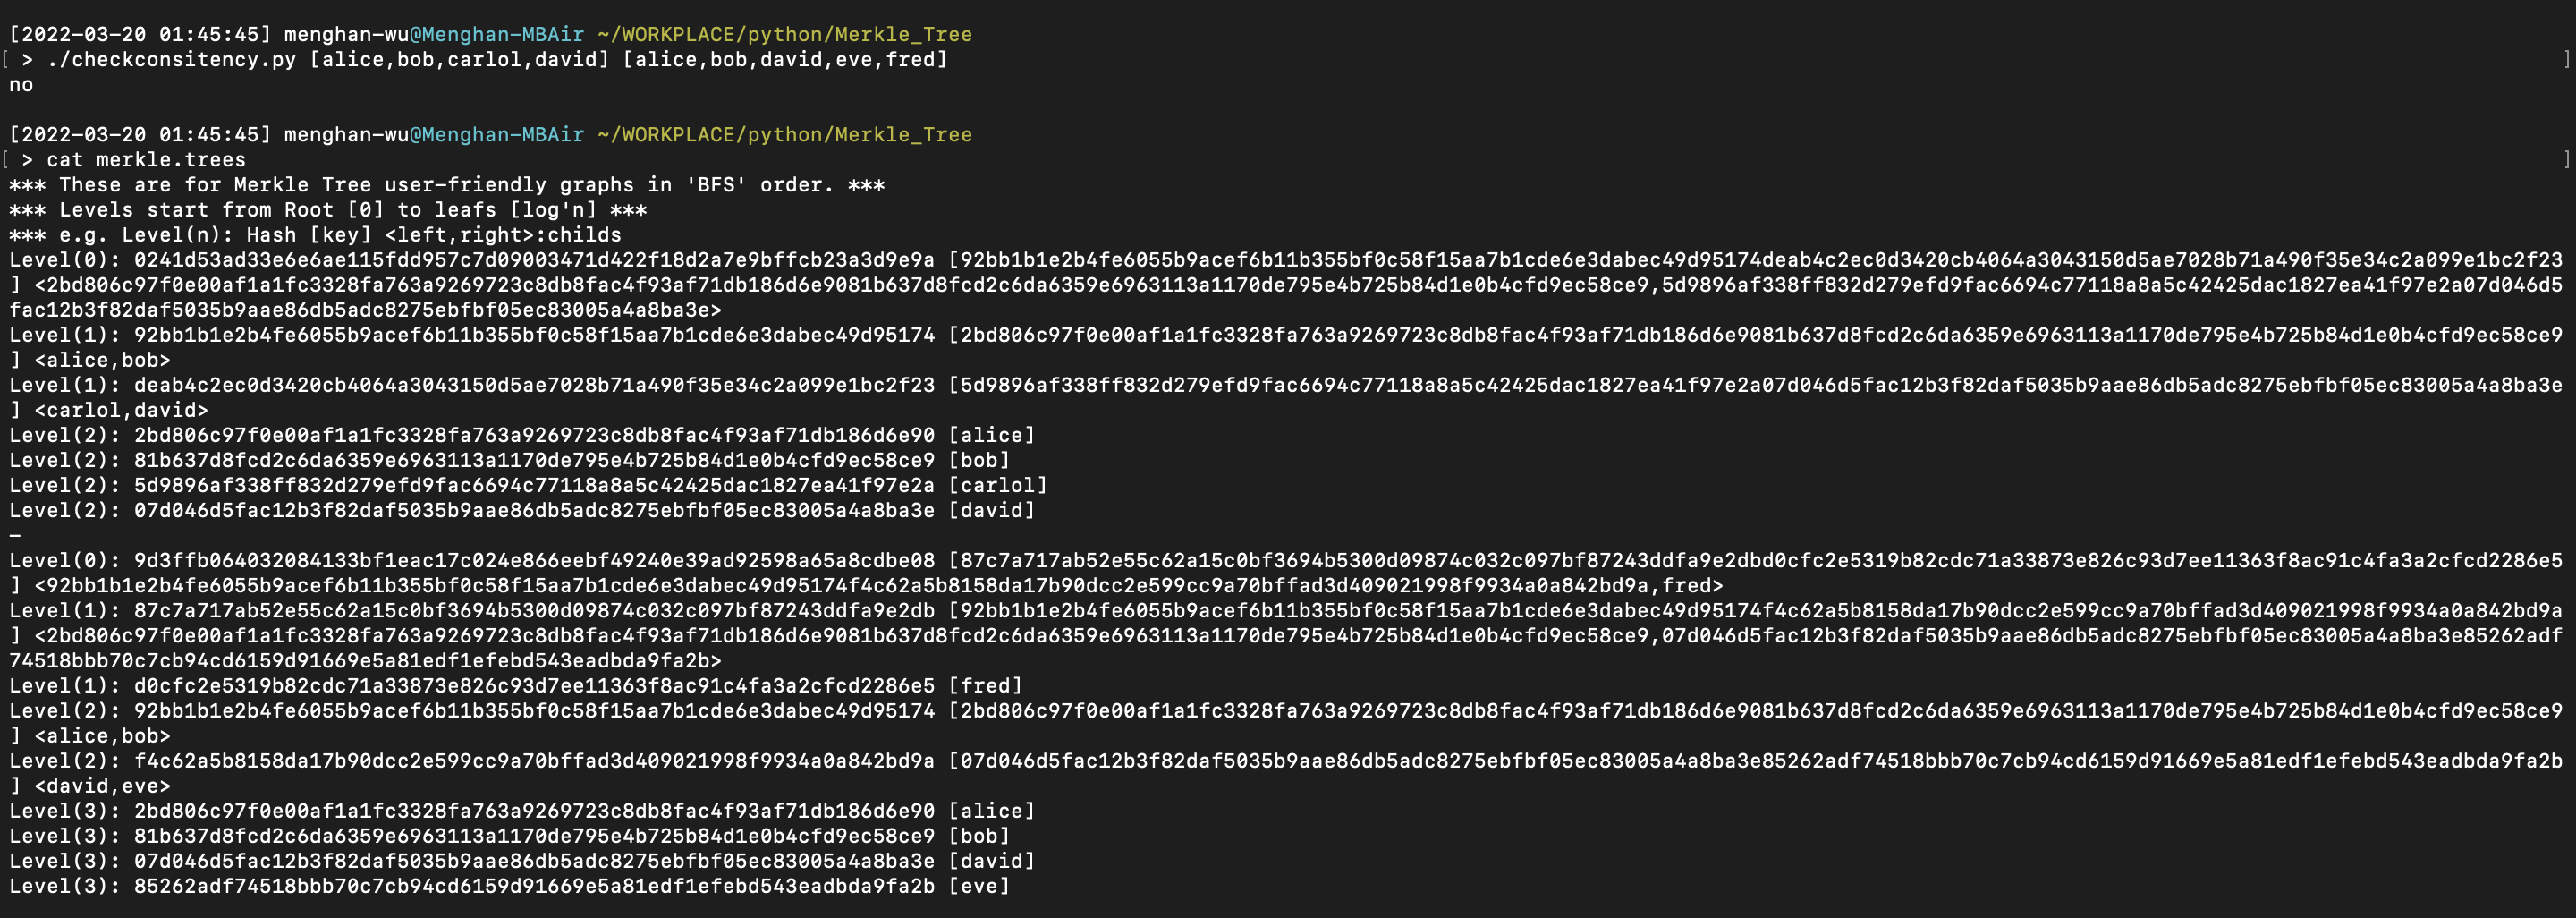 [2022-03-20 01:45:45] menghan-wu@Menghan-MBAir ~/WORKPLACE/python/Merkle_Tree
[ > ./checkconsitency.py [alice,bob,carlol,david] [alice,bob,david,eve,fred] ]
no
[2022-03-20 01:45:45] menghan-wu@Menghan-MBAir ~/WORKPLACE/python/Merkle_Tree
[ > cat merkle.trees ]
*** These are for Merkle Tree user-friendly graphs in 'BFS' order. ***
*** Levels start from Root [0] to leafs [log'n] ***
*** e.g. Level(n): Hash [key] <left,right>:childs
Level(0): 0241d53ad33e6e6ae115fdd957c7d09003471d422f18d2a7e9bffcb23a3d9e9a [92bb1b1e2b4fe6055b9acef6b11b355bf0c58f15aa7b1cde6e3dabec49d95174deab4c2ec0d3420cb4064a3043150d5ae7028b71a490f35e34c2a099e1bc2f23
] <2bd806c97f0e00af1a1fc3328fa763a9269723c8db8fac4f93af71db186d6e9081b637d8fcd2c6da6359e6963113a1170de795e4b725b84d1e0b4cfd9ec58ce9,5d9896af338ff832d279efd9fac6694c77118a8a5c42425dac1827ea41f97e2a07d046d5
fac12b3f82daf5035b9aae86db5adc8275ebfbf05ec83005a4a8ba3e>
Level(1): 92bb1b1e2b4fe6055b9acef6b11b355bf0c58f15aa7b1cde6e3dabec49d95174 [2bd806c97f0e00af1a1fc3328fa763a9269723c8db8fac4f93af71db186d6e9081b637d8fcd2c6da6359e6963113a1170de795e4b725b84d1e0b4cfd9ec58ce9
] <alice,bob>
Level(1): deab4c2ec0d3420cb4064a3043150d5ae7028b71a490f35e34c2a099e1bc2f23 [5d9896af338ff832d279efd9fac6694c77118a8a5c42425dac1827ea41f97e2a07d046d5fac12b3f82daf5035b9aae86db5adc8275ebfbf05ec83005a4a8ba3e
] <carlol,david>
Level(2): 2bd806c97f0e00af1a1fc3328fa763a9269723c8db8fac4f93af71db186d6e90 [alice]
Level(2): 81b637d8fcd2c6da6359e6963113a1170de795e4b725b84d1e0b4cfd9ec58ce9 [bob]
Level(2): 5d9896af338ff832d279efd9fac6694c77118a8a5c42425dac1827ea41f97e2a [carlol]
Level(2): 07d046d5fac12b3f82daf5035b9aae86db5adc8275ebfbf05ec83005a4a8ba3e [david]
-
Level(0): 9d3ffb064032084133bf1eac17c024e866eebf49240e39ad92598a65a8cdbe08 [87c7a717ab52e55c62a15c0bf3694b5300d09874c032c097bf87243ddfa9e2dbd0cfc2e5319b82cdc71a33873e826c93d7ee11363f8ac91c4fa3a2cfcd2286e5
] <92bb1b1e2b4fe6055b9acef6b11b355bf0c58f15aa7b1cde6e3dabec49d95174f4c62a5b8158da17b90dcc2e599cc9a70bffad3d409021998f9934a0a842bd9a,fred>
Level(1): 87c7a717ab52e55c62a15c0bf3694b5300d09874c032c097bf87243ddfa9e2db [92bb1b1e2b4fe6055b9acef6b11b355bf0c58f15aa7b1cde6e3dabec49d95174f4c62a5b8158da17b90dcc2e599cc9a70bffad3d409021998f9934a0a842bd9a
] <2bd806c97f0e00af1a1fc3328fa763a9269723c8db8fac4f93af71db186d6e9081b637d8fcd2c6da6359e6963113a1170de795e4b725b84d1e0b4cfd9ec58ce9,07d046d5fac12b3f82daf5035b9aae86db5adc8275ebfbf05ec83005a4a8ba3e85262adf
74518bbb70c7cb94cd6159d91669e5a81edf1efebd543eadbda9fa2b>
Level(1): d0cfc2e5319b82cdc71a33873e826c93d7ee11363f8ac91c4fa3a2cfcd2286e5 [fred]
Level(2): 92bb1b1e2b4fe6055b9acef6b11b355bf0c58f15aa7b1cde6e3dabec49d95174 [2bd806c97f0e00af1a1fc3328fa763a9269723c8db8fac4f93af71db186d6e9081b637d8fcd2c6da6359e6963113a1170de795e4b725b84d1e0b4cfd9ec58ce9
] <alice,bob>
Level(2): f4c62a5b8158da17b90dcc2e599cc9a70bffad3d409021998f9934a0a842bd9a [07d046d5fac12b3f82daf5035b9aae86db5adc8275ebfbf05ec83005a4a8ba3e85262adf74518bbb70c7cb94cd6159d91669e5a81edf1efebd543eadbda9fa2b
] <david,eve>
Level(3): 2bd806c97f0e00af1a1fc3328fa763a9269723c8db8fac4f93af71db186d6e90 [alice]
Level(3): 81b637d8fcd2c6da6359e6963113a1170de795e4b725b84d1e0b4cfd9ec58ce9 [bob]
Level(3): 07d046d5fac12b3f82daf5035b9aae86db5adc8275ebfbf05ec83005a4a8ba3e [david]
Level(3): 85262adf74518bbb70c7cb94cd6159d91669e5a81edf1efebd543eadbda9fa2b [eve]